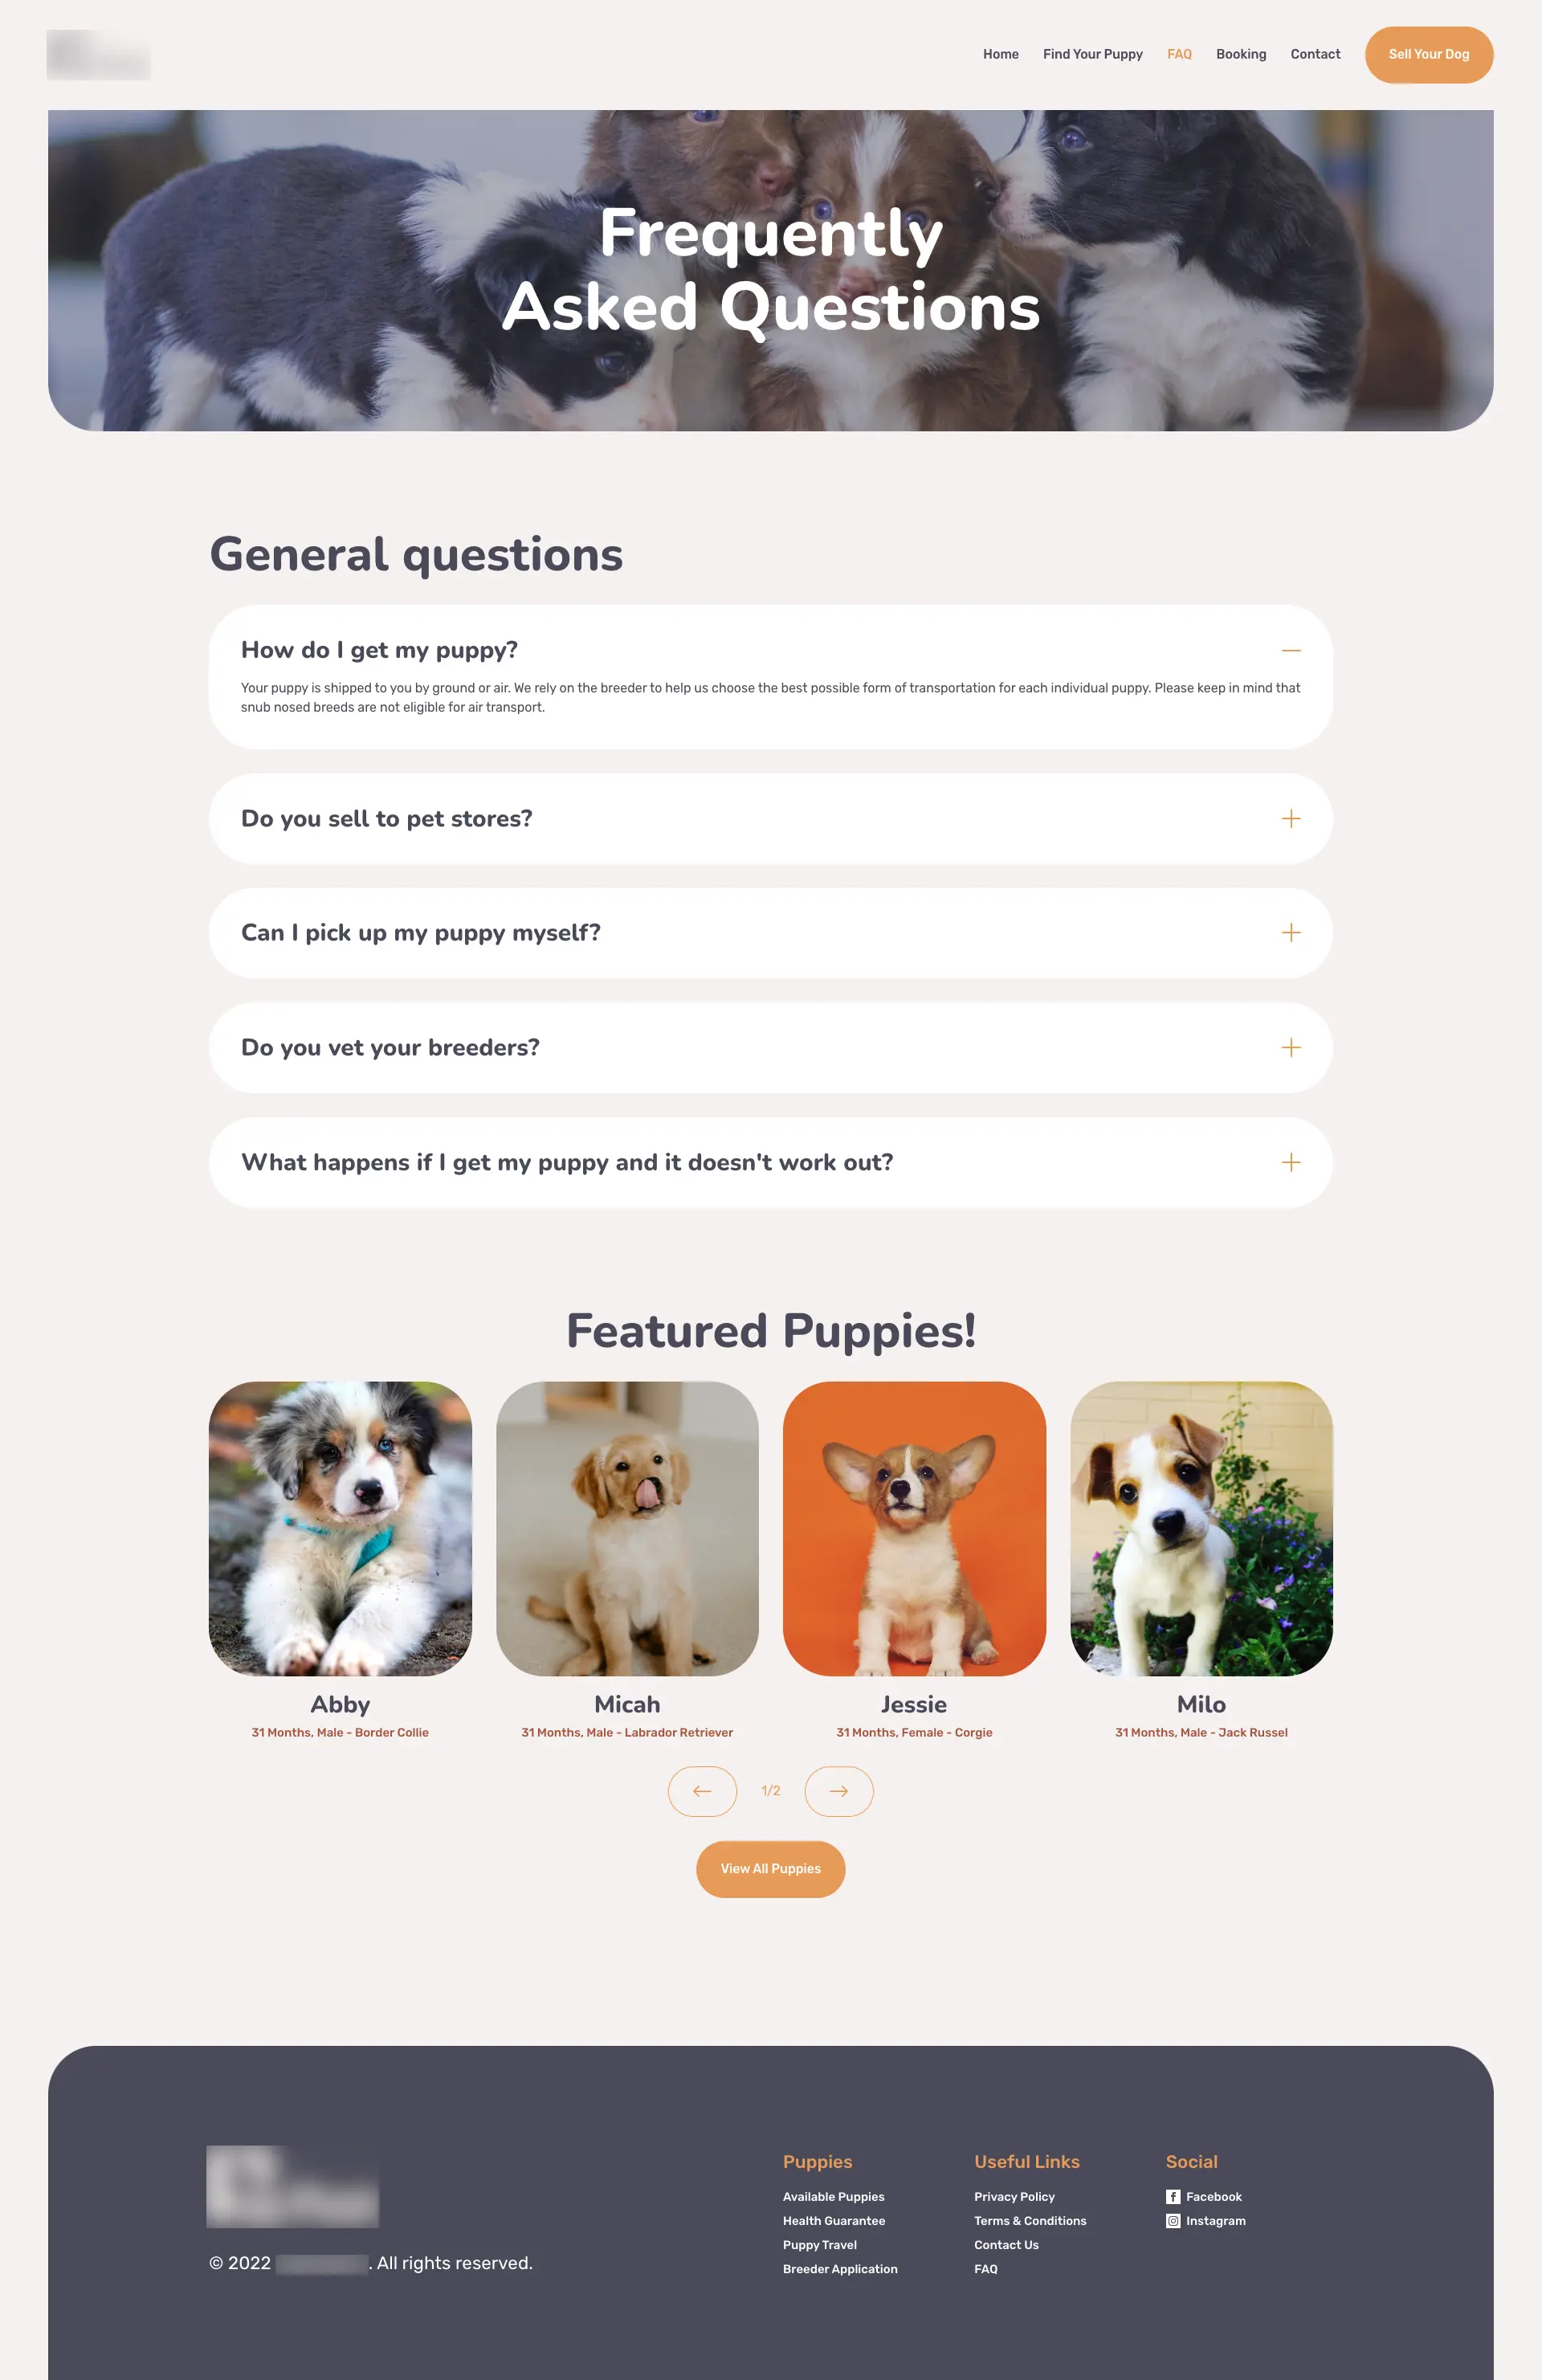 Home Find Your Puppy FAQ Booking Contact Sell Your Dog
Frequently
Asked Questions
General questions
How do I get my puppy?
Your puppy is shipped to you by ground or air. We rely on the breeder to help us choose the best possible form of transportation for each individual puppy. Please keep in mind that
snub nosed breeds are not eligible for air transport.
Do you sell to pet stores?
Can I pick up my puppy myself?
Do you vet your breeders?
What happens if I get my puppy and it doesn't work out?
Featured Puppies!
Abby
31 Months, Male - Border Collie
Micah
31 Months, Male - Labrador Retriever
Jessie
31 Months, Female - Corgie
Milo
31 Months, Male - Jack Russel
1/2
View All Puppies
© 2022 . All rights reserved.
Puppies
Available Puppies
Health Guarantee
Puppy Travel
Breeder Application
Useful Links
Privacy Policy
Terms & Conditions
Contact Us
FAQ
Social
Facebook
Instagram